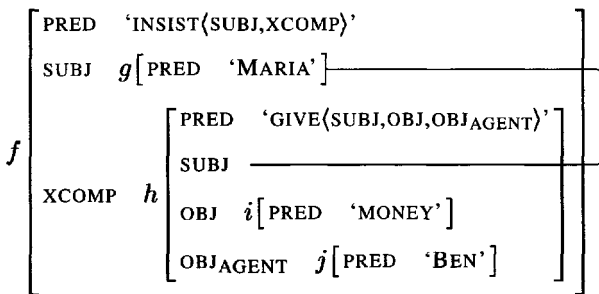 PRED ‘INSIST⟨SUBJ,XCOMP⟩’
SUBJ g[PRED ‘MARIA’]
f
XCOMP h
PRED ‘GIVE⟨SUBJ,OBJ,OBJAGENT⟩’
SUBJ
OBJ i[PRED ‘MONEY’]
OBJAGENT j[PRED ‘BEN’]